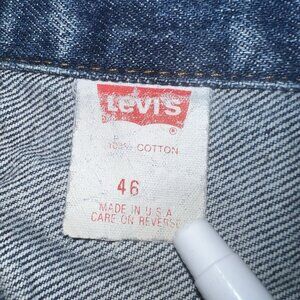 LEVI'S
®
100% COTTON
46
MADE IN U.S.A
CARE ON REVERSE